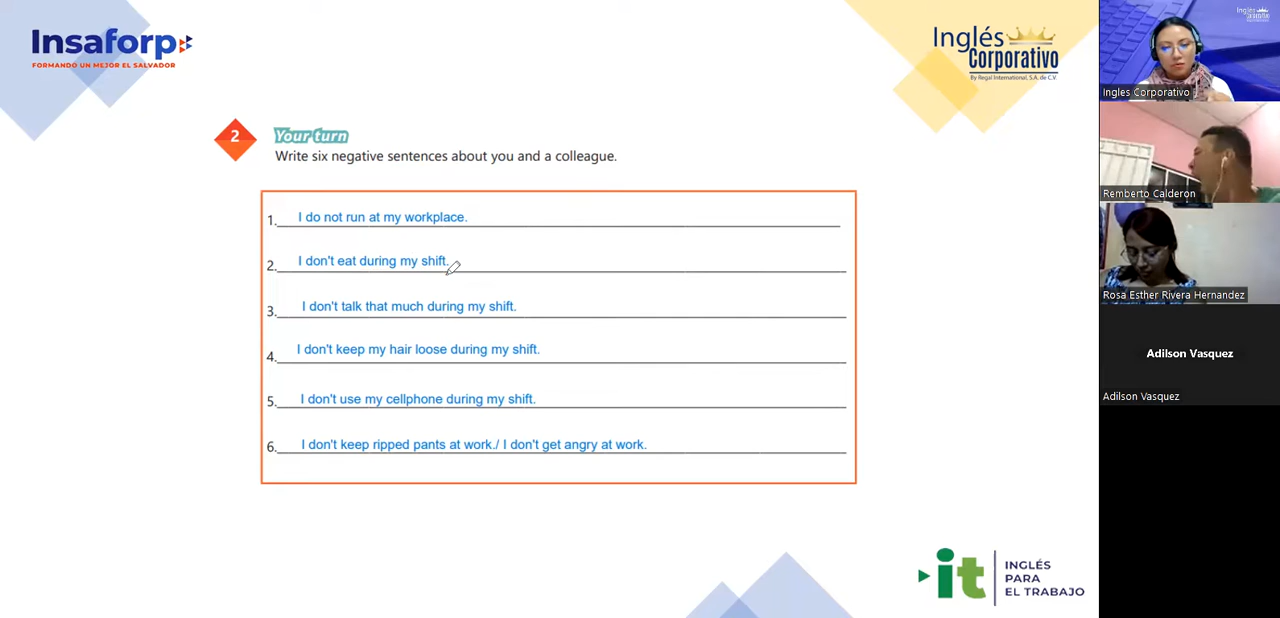 Insaforp
FORMANDO UN MEJOR EL SALVADOR
Inglés
Corporativo
By Regal International, S.A. de C.V.
2
Your turn
Write six negative sentences about you and a colleague.
1. I do not run at my workplace.
2. I don't eat during my shift.
3. I don't talk that much during my shift.
4. I don't keep my hair loose during my shift.
5. I don't use my cellphone during my shift.
6. I don't keep ripped pants at work./ I don't get angry at work.
it
INGLÉS
PARA
EL TRABAJO
Ingles Corporativo
Remberto Calderon
Rosa Esther Rivera Hernandez
Adilson Vasquez
Adilson Vasquez